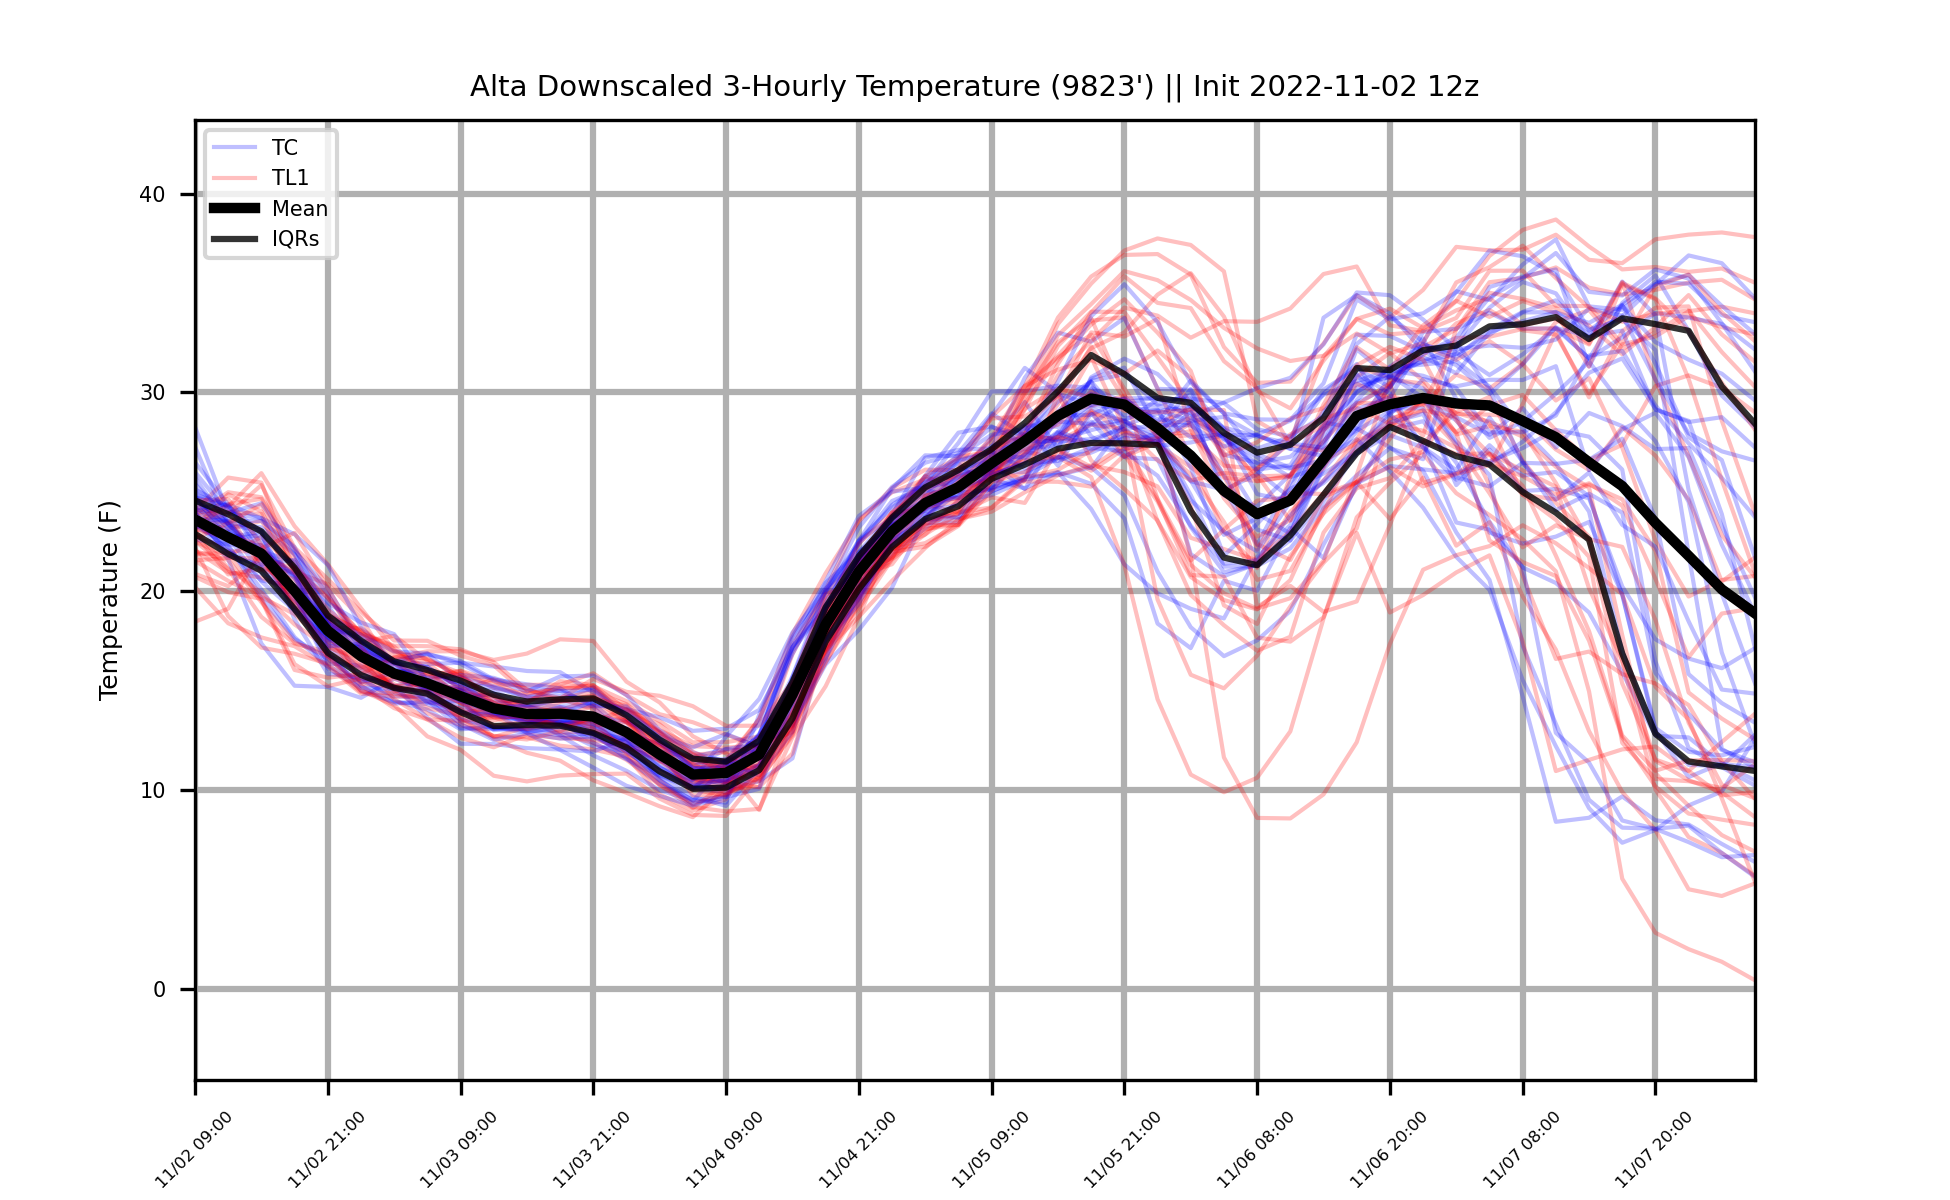 Alta Downscaled 3-Hourly Temperature (9823') || Init 2022-11-02 12z
TC
TL1
Mean
IQRs
Temperature (F)
40
30
20
10
0
11/02 09:00
11/02 21:00
11/03 09:00
11/03 21:00
11/04 09:00
11/04 21:00
11/05 09:00
11/05 21:00
11/06 08:00
11/06 20:00
11/07 08:00
11/07 20:00